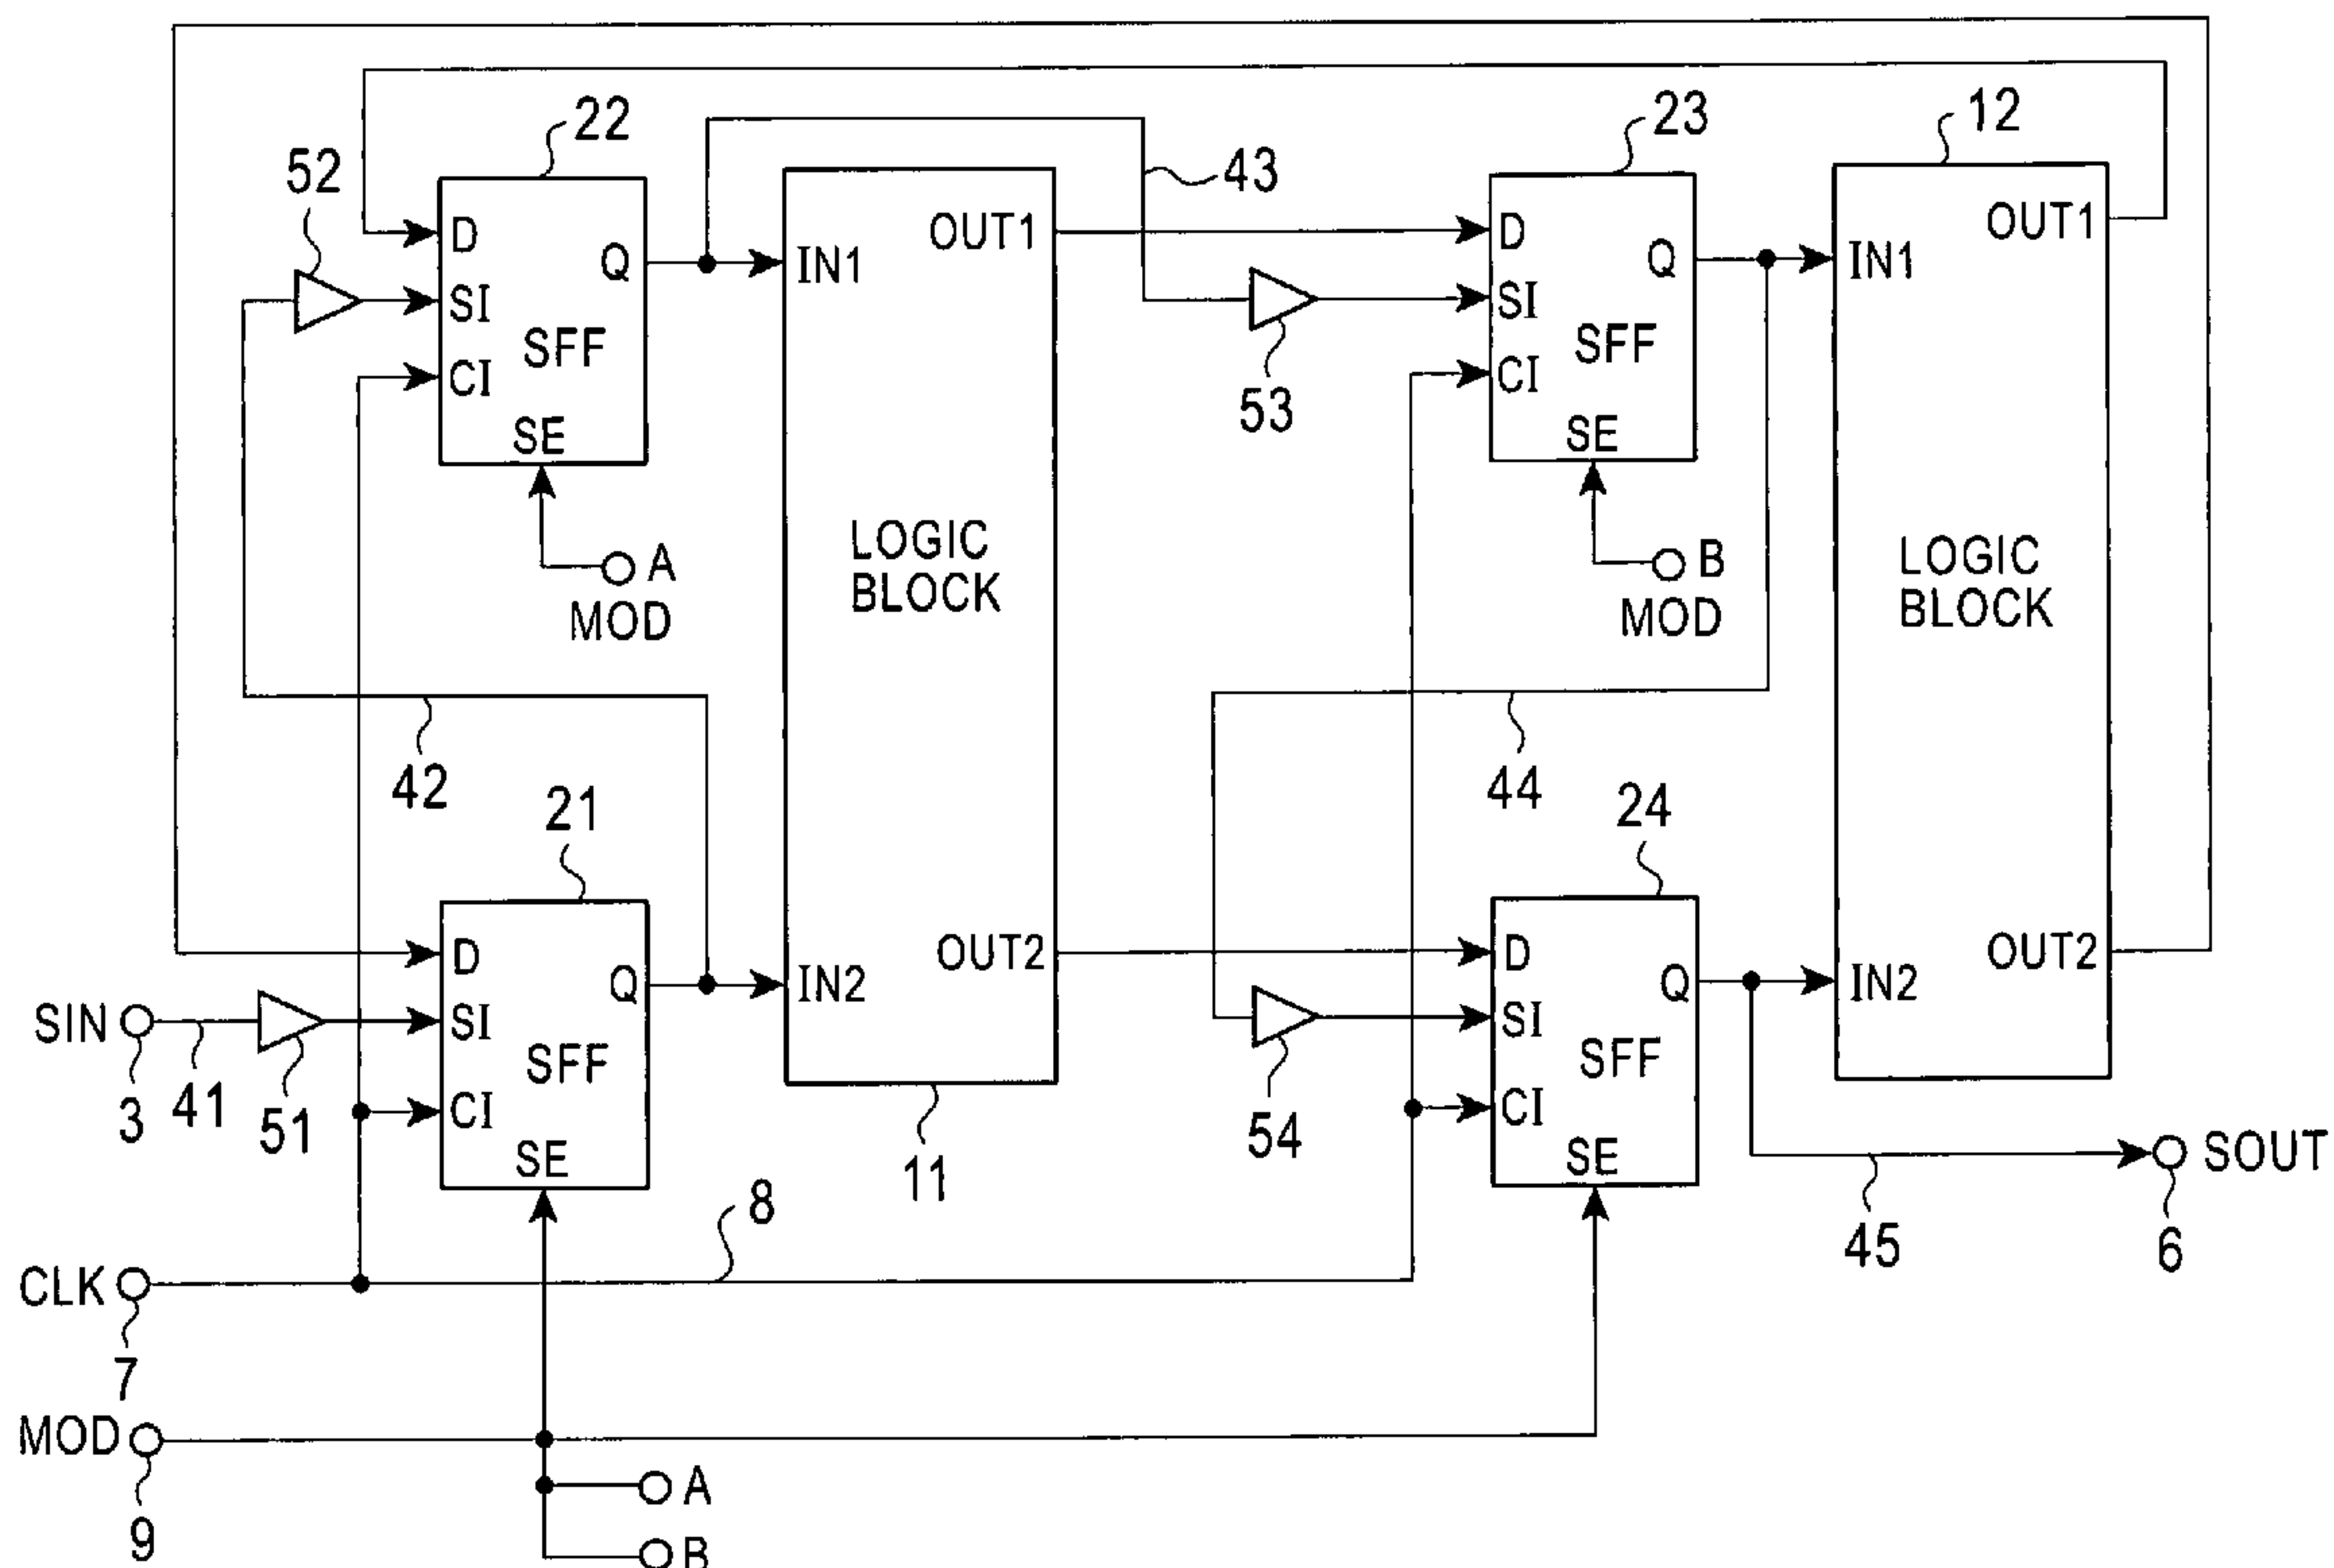 22
52
D
SI
CI
Q
SFF
SE
A
MOD
43
IN1
OUT1
LOGIC
BLOCK
IN2
OUT2
11
23
53
D
SI
CI
Q
SFF
SE
B
MOD
12
IN1
OUT1
LOGIC
BLOCK
IN2
OUT2
42
21
D
SI
CI
Q
SFF
SE
SIN
3
41
51
44
24
54
D
SI
CI
Q
SFF
SE
45
SOUT
6
8
CLK
7
MOD
9
A
B